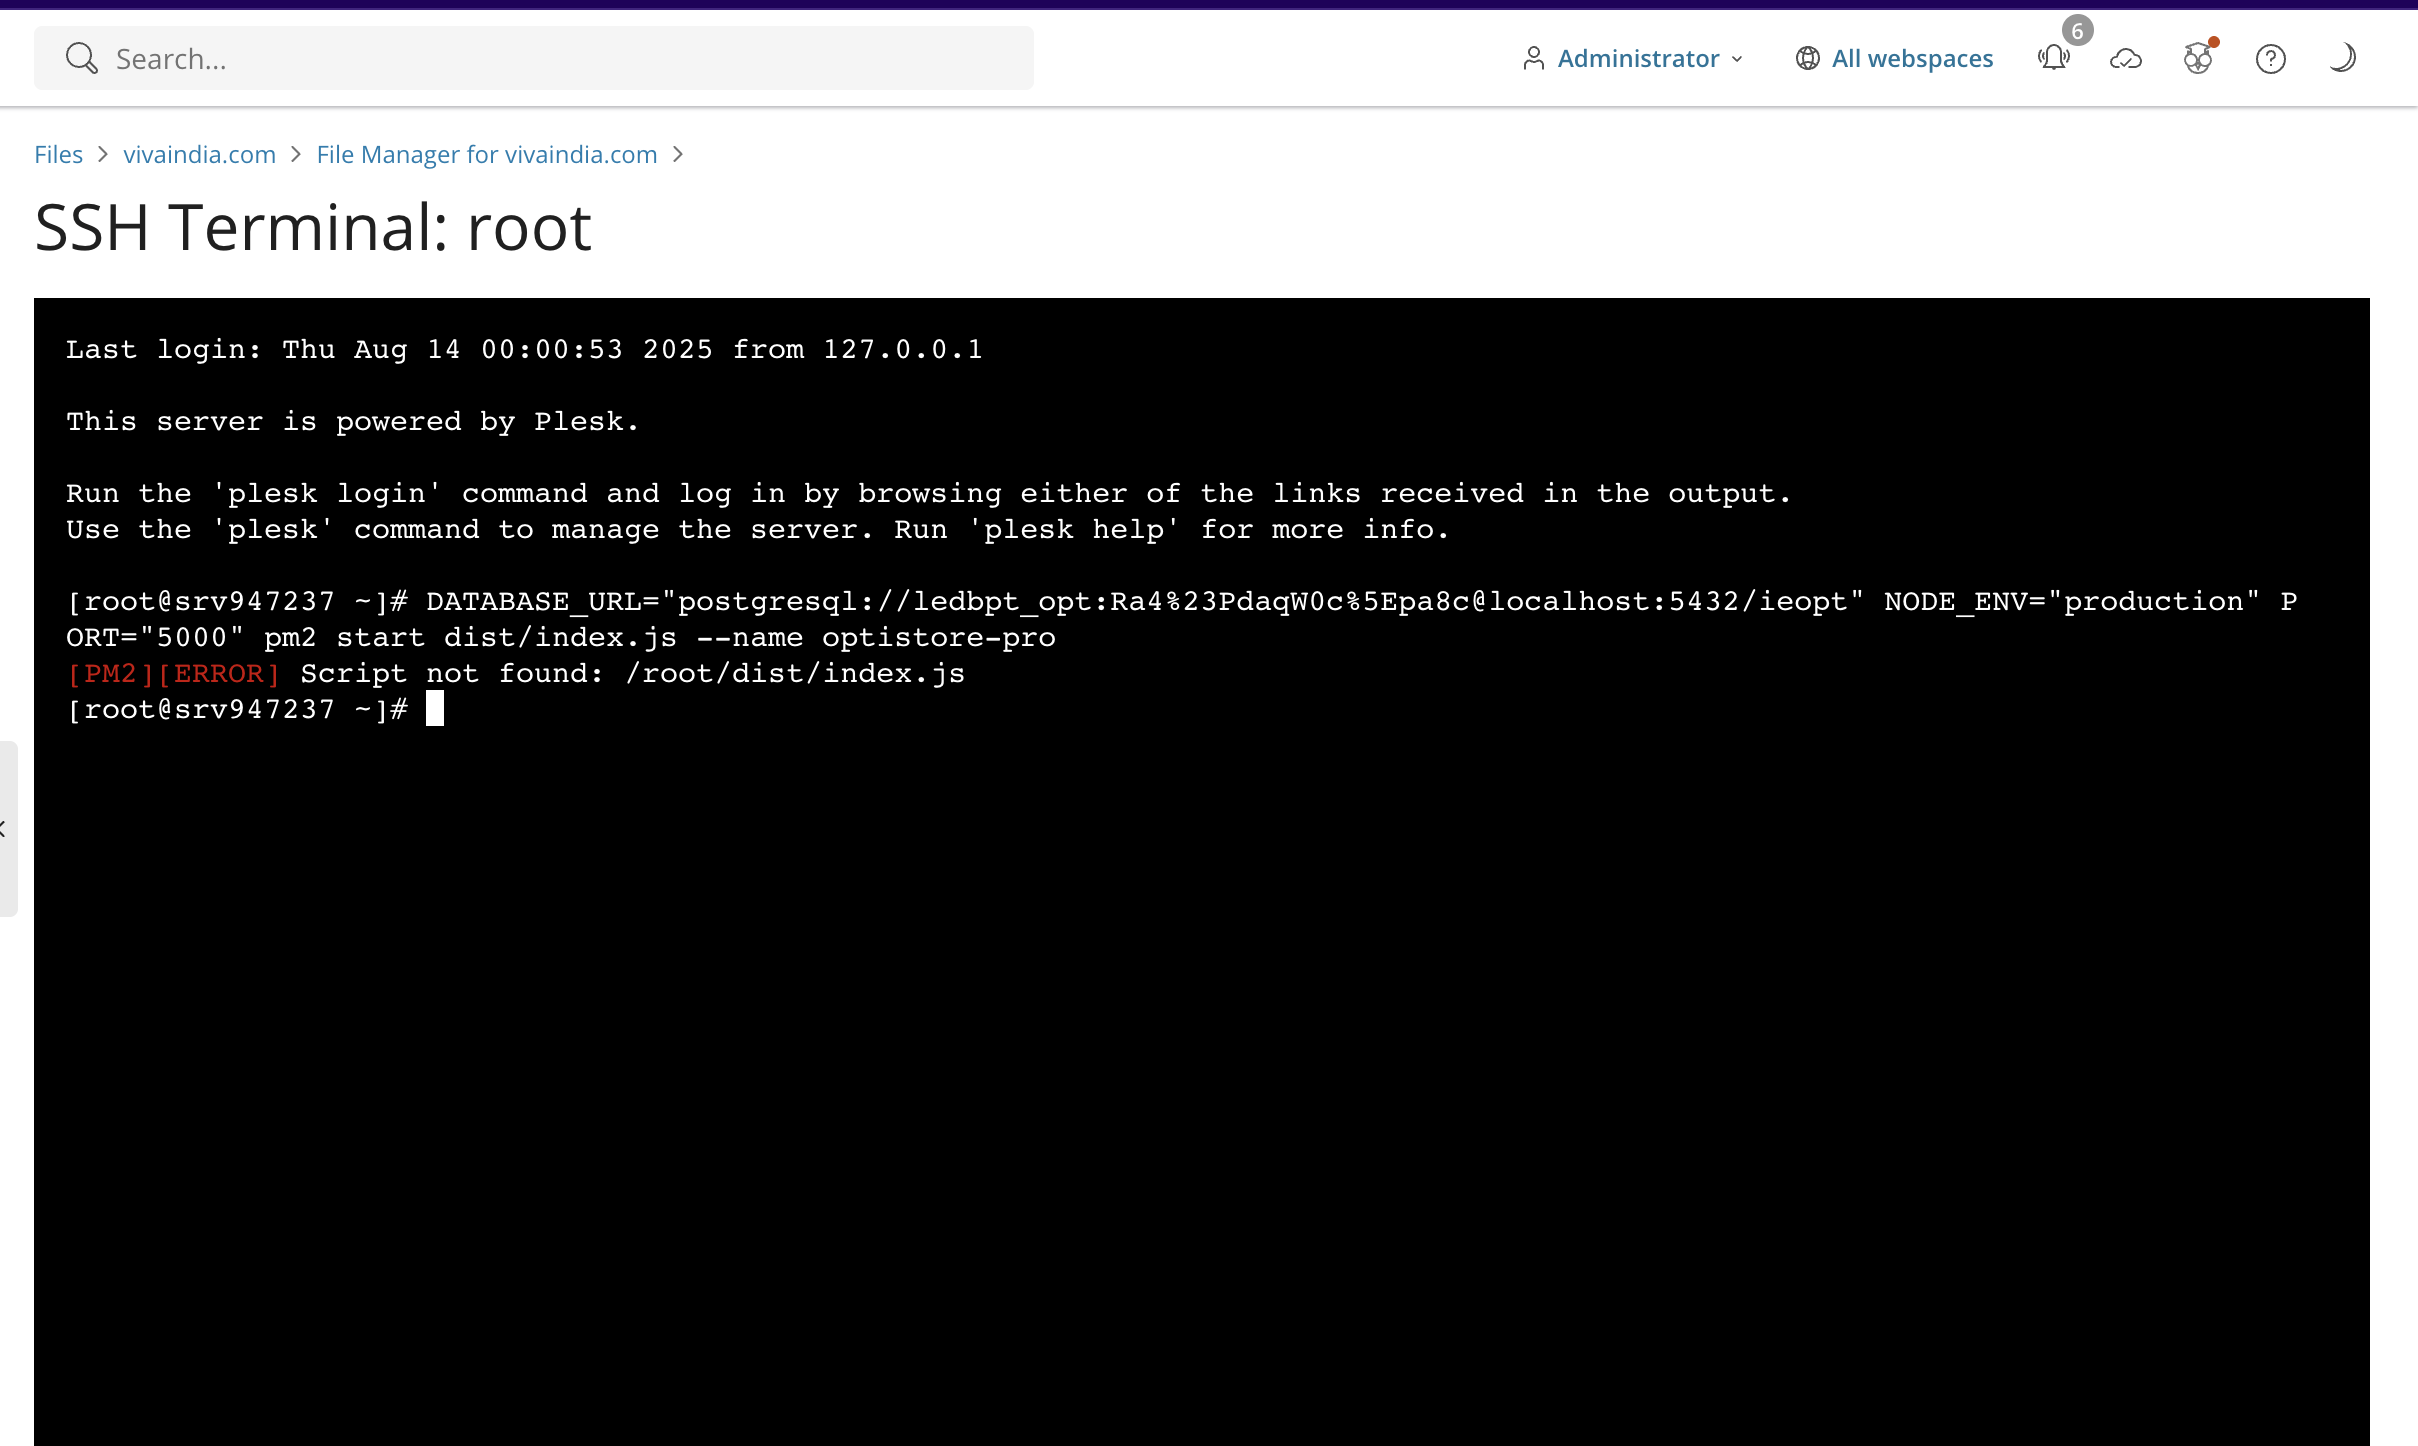 Search...
Administrator
All webspaces
6
Files > vivaindia.com > File Manager for vivaindia.com >
SSH Terminal: root
Last login: Thu Aug 14 00:00:53 2025 from 127.0.0.1
This server is powered by Plesk.
Run the 'plesk login' command and log in by browsing either of the links received in the output.
Use the 'plesk' command to manage the server. Run 'plesk help' for more info.
[root@srv947237 ~]# DATABASE_URL="postgresql://ledbpt_opt:Ra4%23PdaqW0c%5Epa8c@localhost:5432/ieopt" NODE_ENV="production" P
ORT="5000" pm2 start dist/index.js --name optistore-pro
[PM2][ERROR] Script not found: /root/dist/index.js
[root@srv947237 ~]#